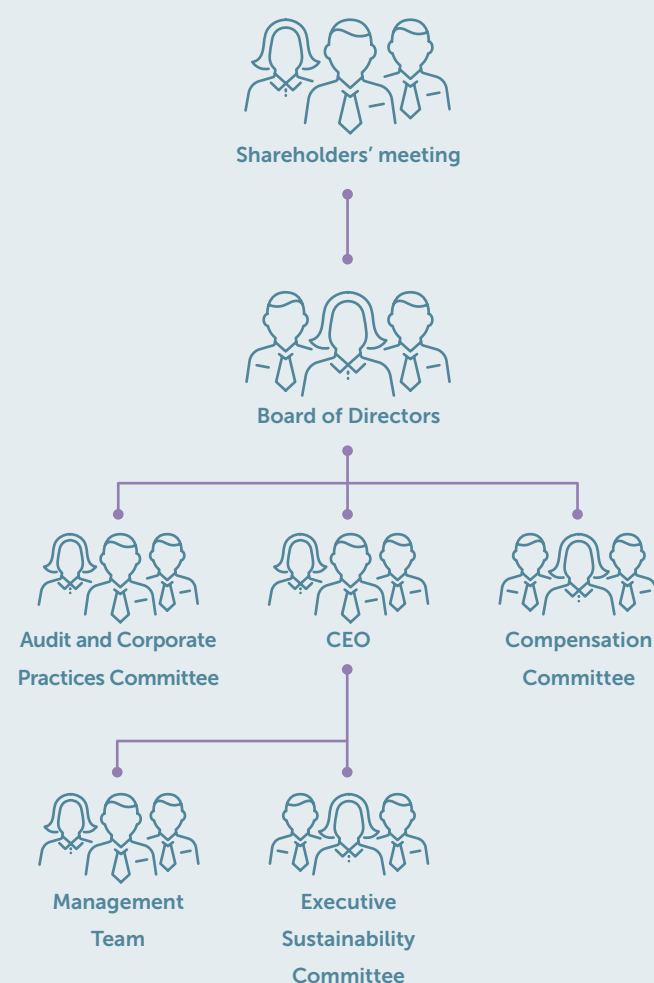 Shareholders’ meeting
Board of Directors
Audit and Corporate
Practices Committee
CEO
Compensation
Committee
Management
Team
Executive
Sustainability
Committee